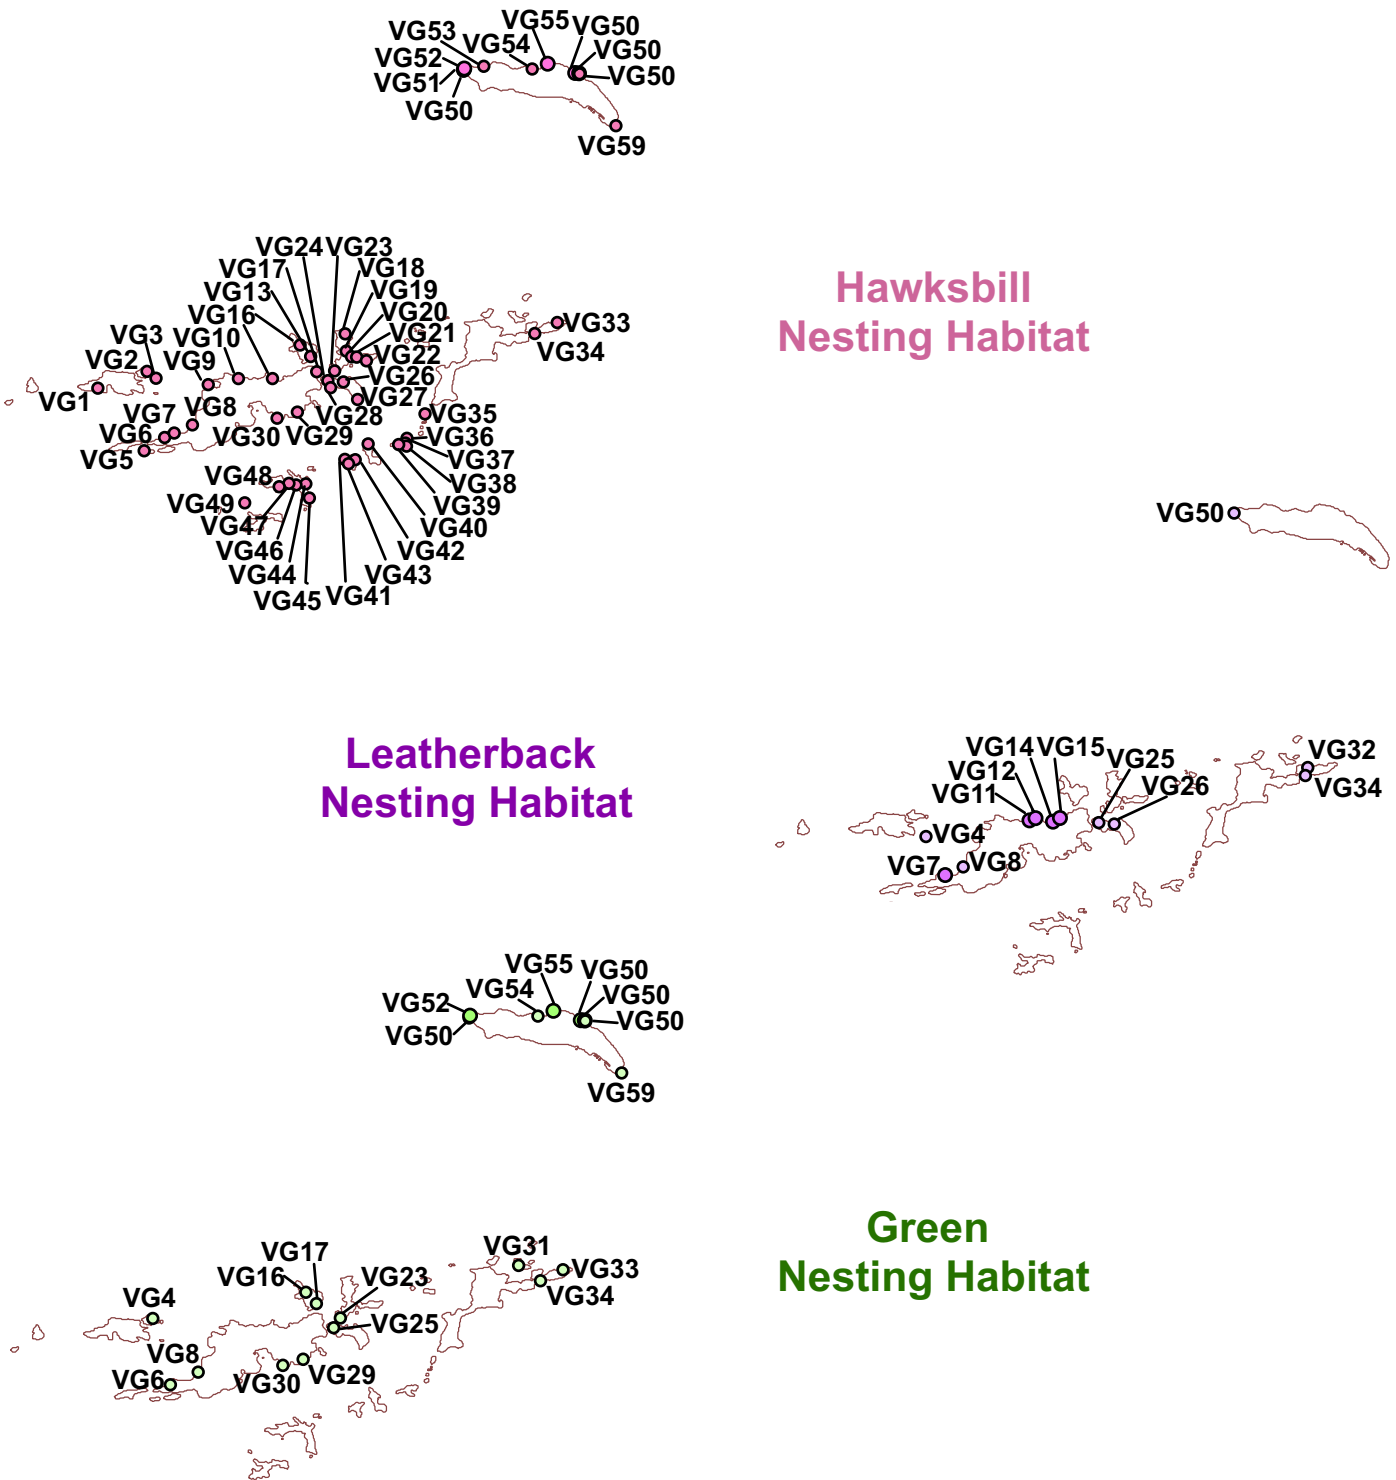 VG55
VG50
VG53
VG54
VG50
VG52
VG51
VG50
VG50
VG59
VG24
VG23
VG17
VG18
VG13
VG19
VG16
VG20
VG3
VG10
VG21
VG33
VG2
VG9
VG22
VG34
VG1
VG26
VG27
VG7
VG8
VG28
VG35
VG6
VG30
VG29
VG36
VG5
VG37
VG48
VG38
VG49
VG39
VG47
VG40
VG46
VG42
VG44
VG43
VG45
VG41
Hawksbill
Nesting Habitat
VG50
Leatherback
Nesting Habitat
VG14
VG15
VG25
VG32
VG12
VG26
VG34
VG11
VG4
VG7
VG8
VG55
VG50
VG54
VG50
VG52
VG50
VG50
VG59
Green
Nesting Habitat
VG17
VG31
VG16
VG23
VG33
VG4
VG34
VG25
VG8
VG6
VG30
VG29